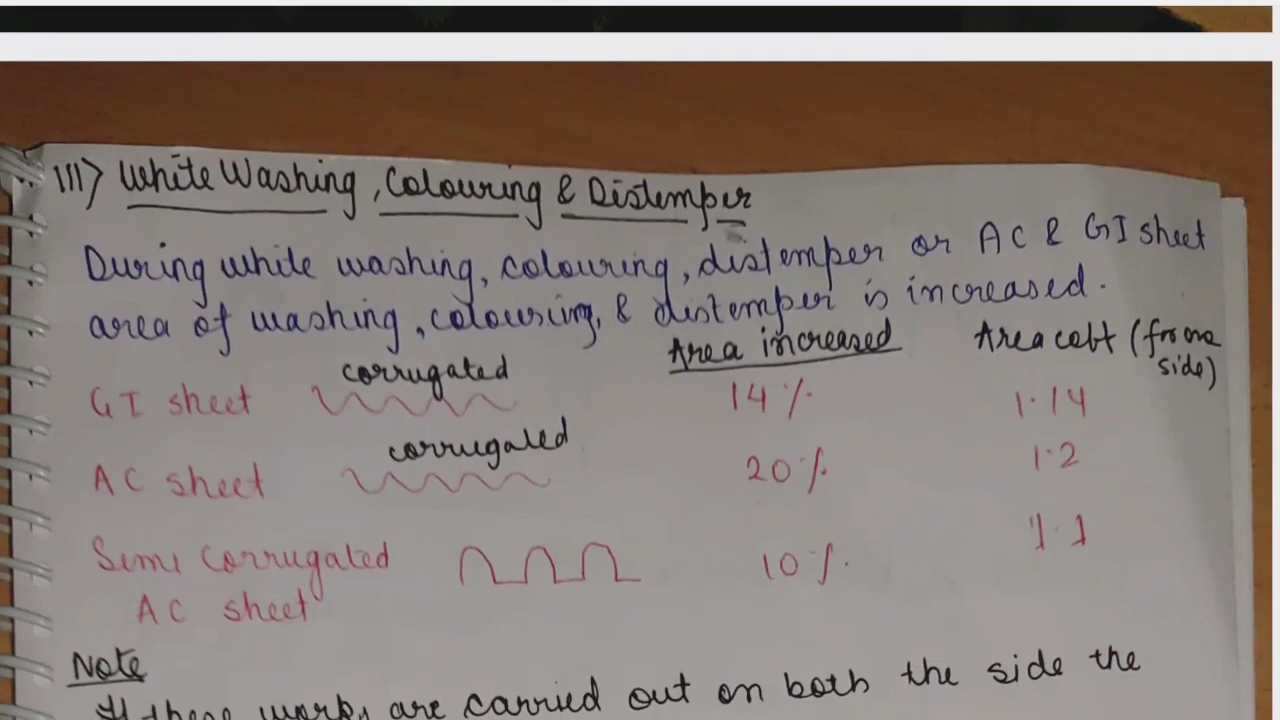 III) White Washing, Colouring & Distemper
During white washing, colouring, distemper or AC & GI sheet
area of washing, colouring, & distemper is increased.
Area increased Area coeft (from one side)
GI sheet corrugated 14% 1.14
AC sheet corrugated 20% 1.2
Semi Corrugated 10% 1.1
AC sheet
Note
If these works are carried out on both the side the